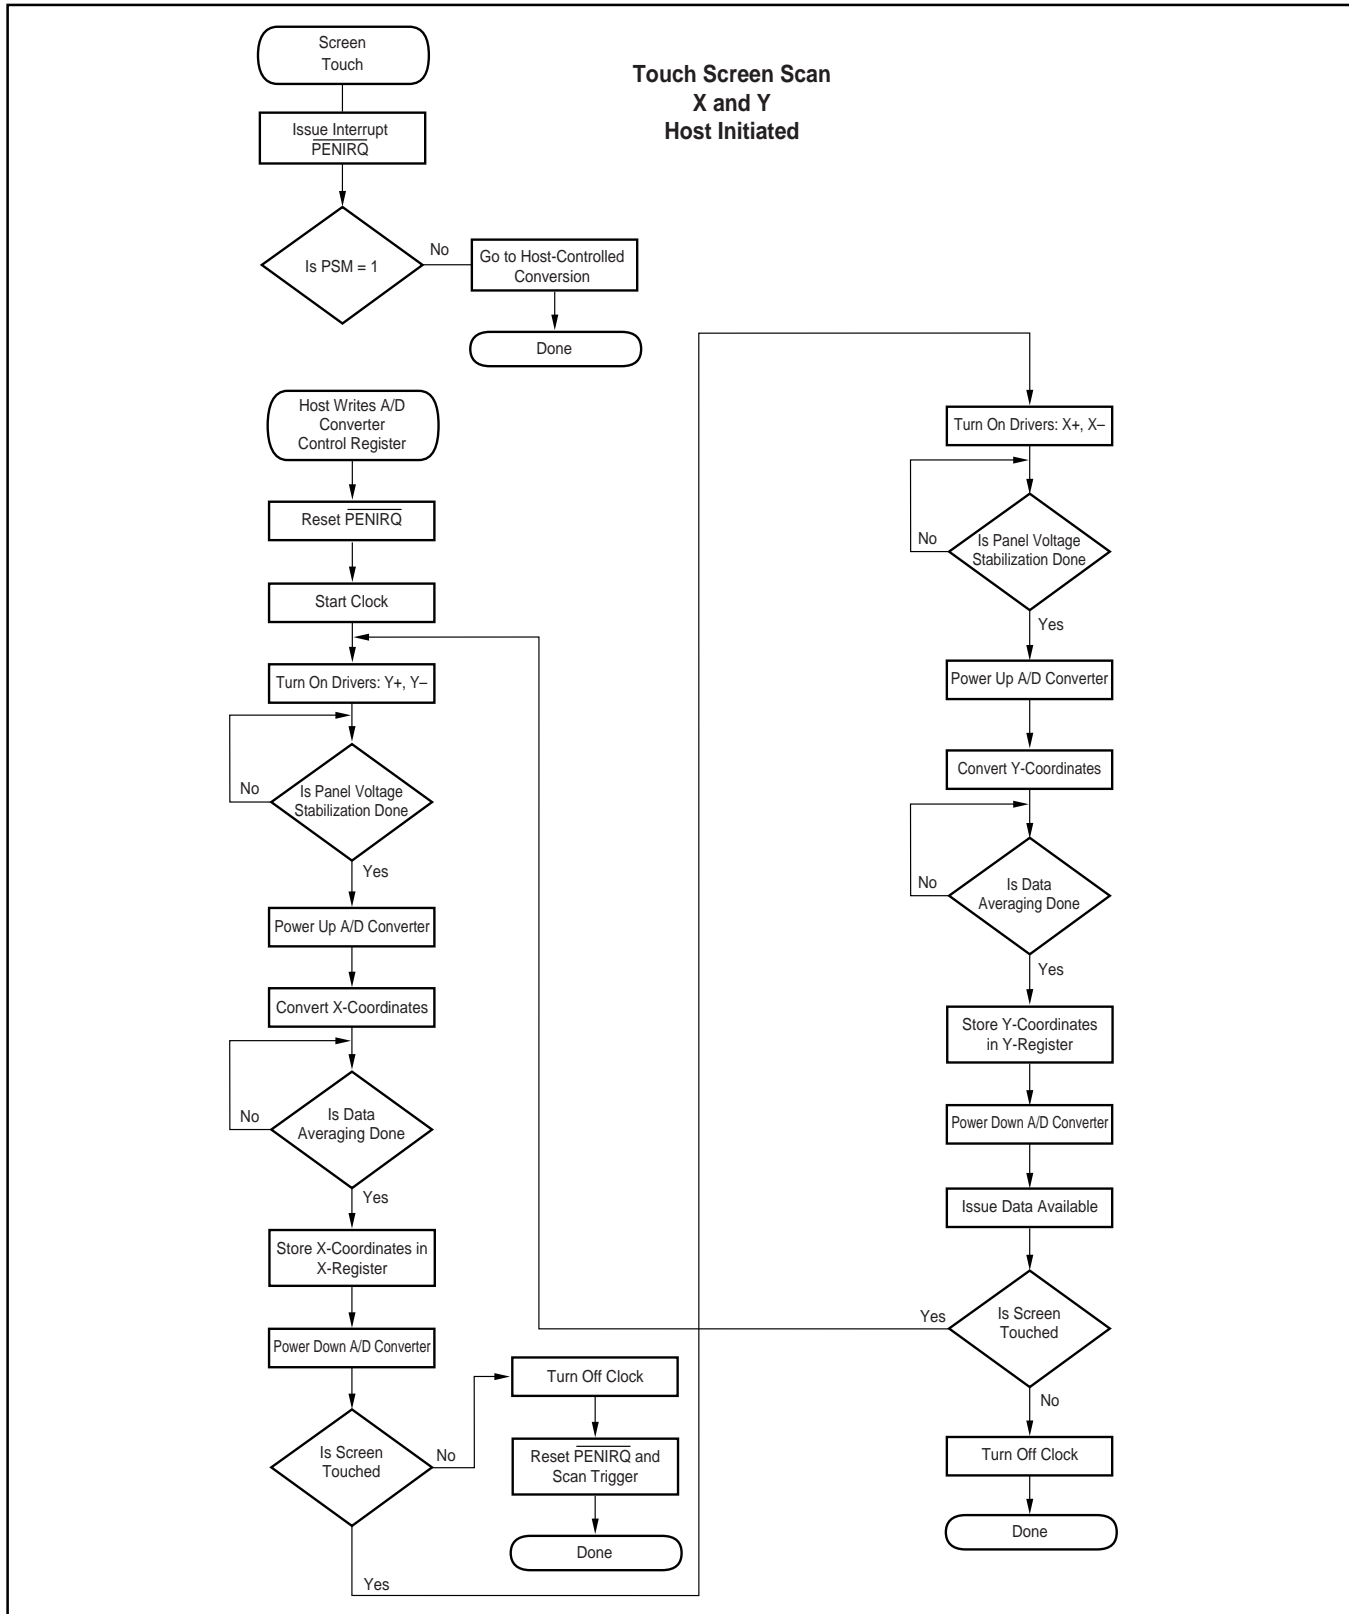 Screen
Touch
Touch Screen Scan
X and Y
Host Initiated
Issue Interrupt
PENIRQ
Is PSM = 1
No
Go to Host-Controlled
Conversion
Done
Host Writes A/D
Converter
Control Register
Reset PENIRQ
Start Clock
Turn On Drivers: Y+, Y–
Is Panel Voltage
Stabilization Done
No
Yes
Power Up A/D Converter
Convert X-Coordinates
Is Data
Averaging Done
No
Yes
Store X-Coordinates in
X-Register
Power Down A/D Converter
Is Screen
Touched
No
Turn Off Clock
Reset PENIRQ and
Scan Trigger
Done
Yes
Turn On Drivers: X+, X–
Is Panel Voltage
Stabilization Done
No
Yes
Power Up A/D Converter
Convert Y-Coordinates
Is Data
Averaging Done
No
Yes
Store Y-Coordinates
in Y-Register
Power Down A/D Converter
Issue Data Available
Is Screen
Touched
Yes
No
Turn Off Clock
Done